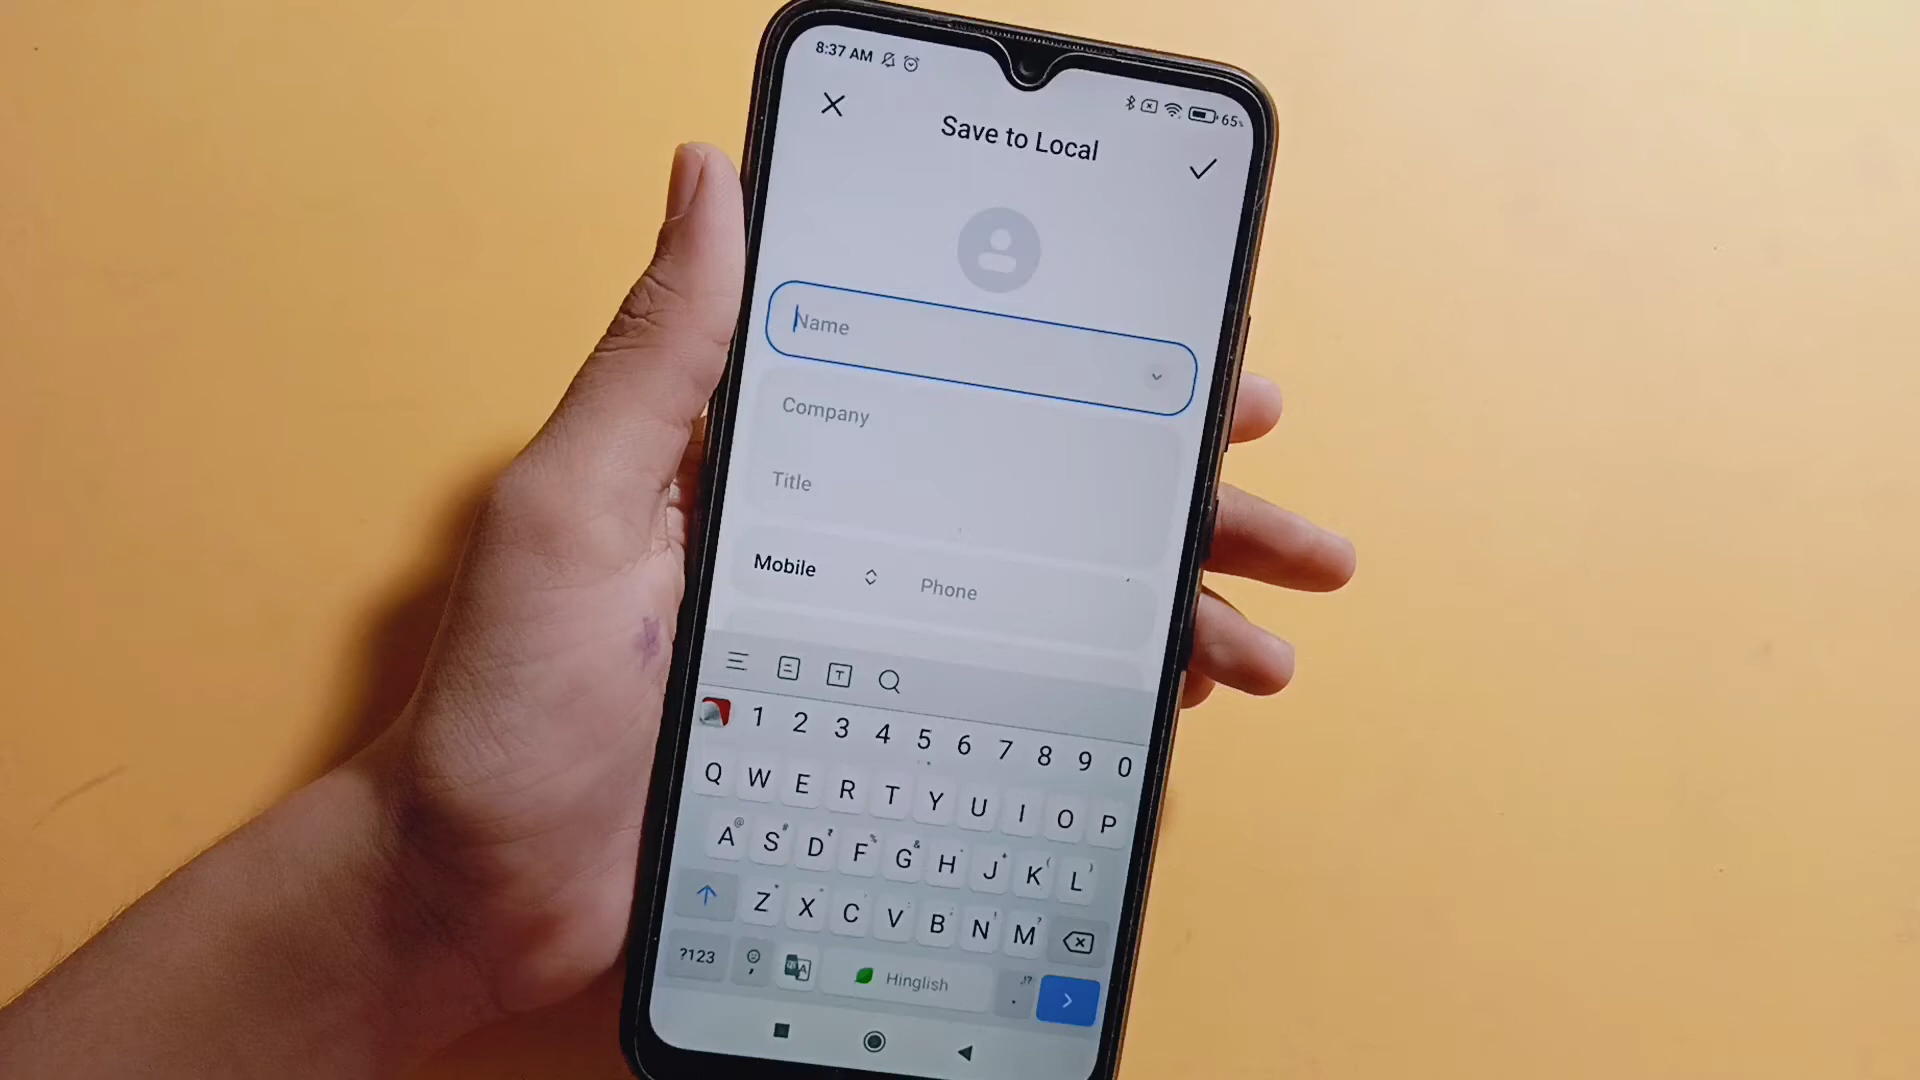 8:37 AM
65%
Save to Local
Name
Company
Title
Mobile
Phone
1 2 3 4 5 6 7 8 9 0
Q W E R T Y U I O P
A S D F G H J K L
Z X C V B N M
?123 Hinglish